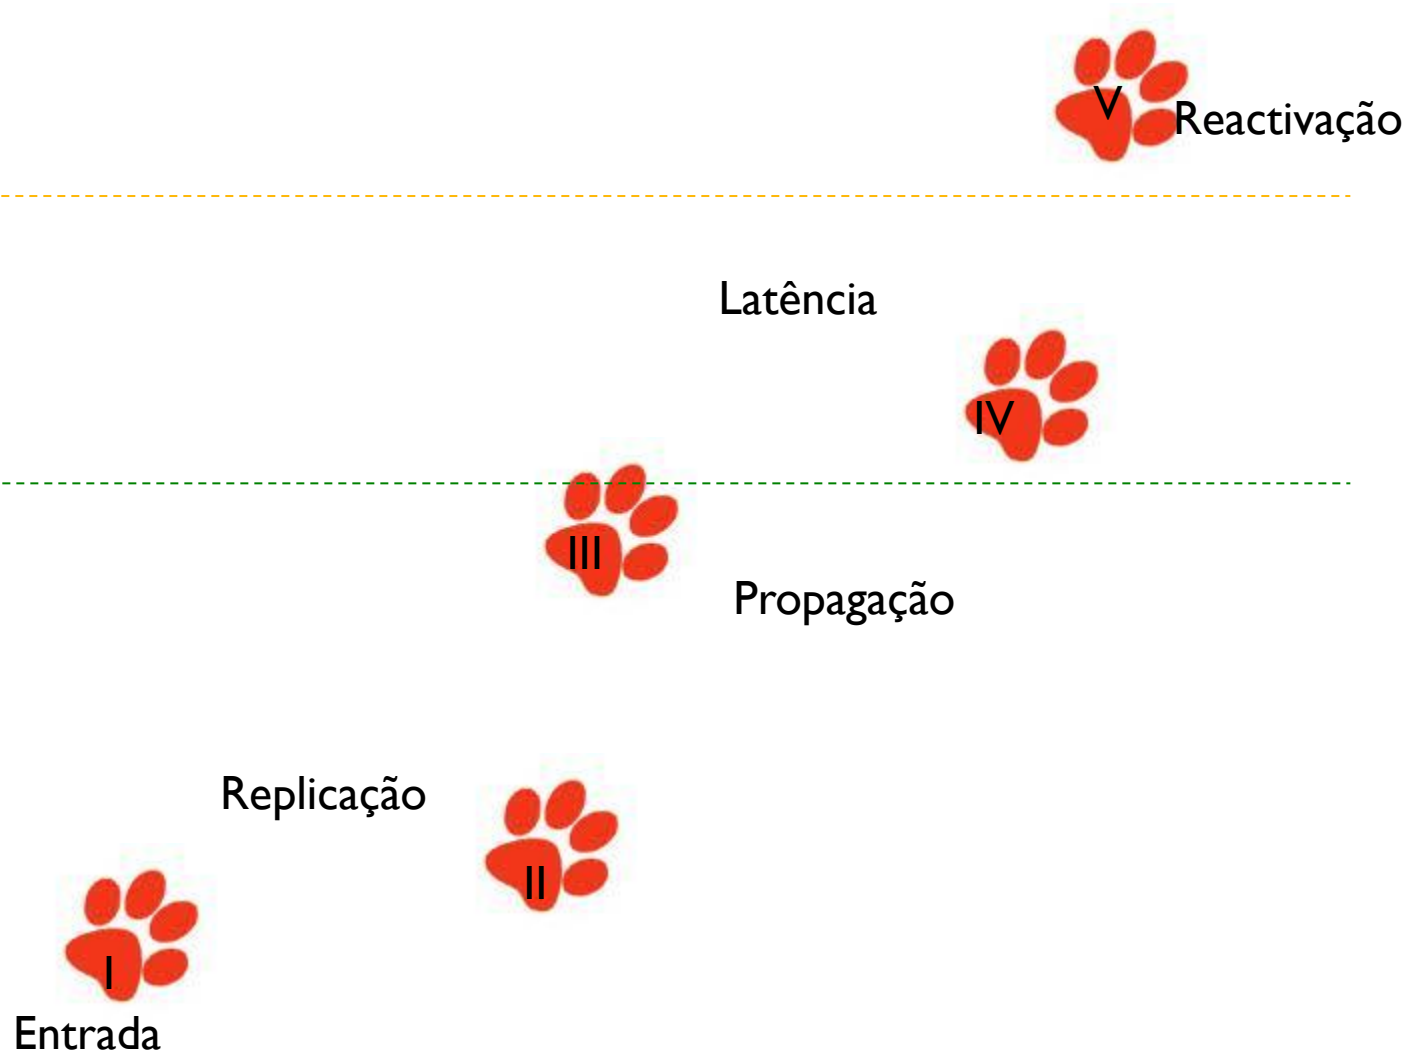 V
Reactivação
Latência
IV
III
Propagação
Replicação
II
I
Entrada